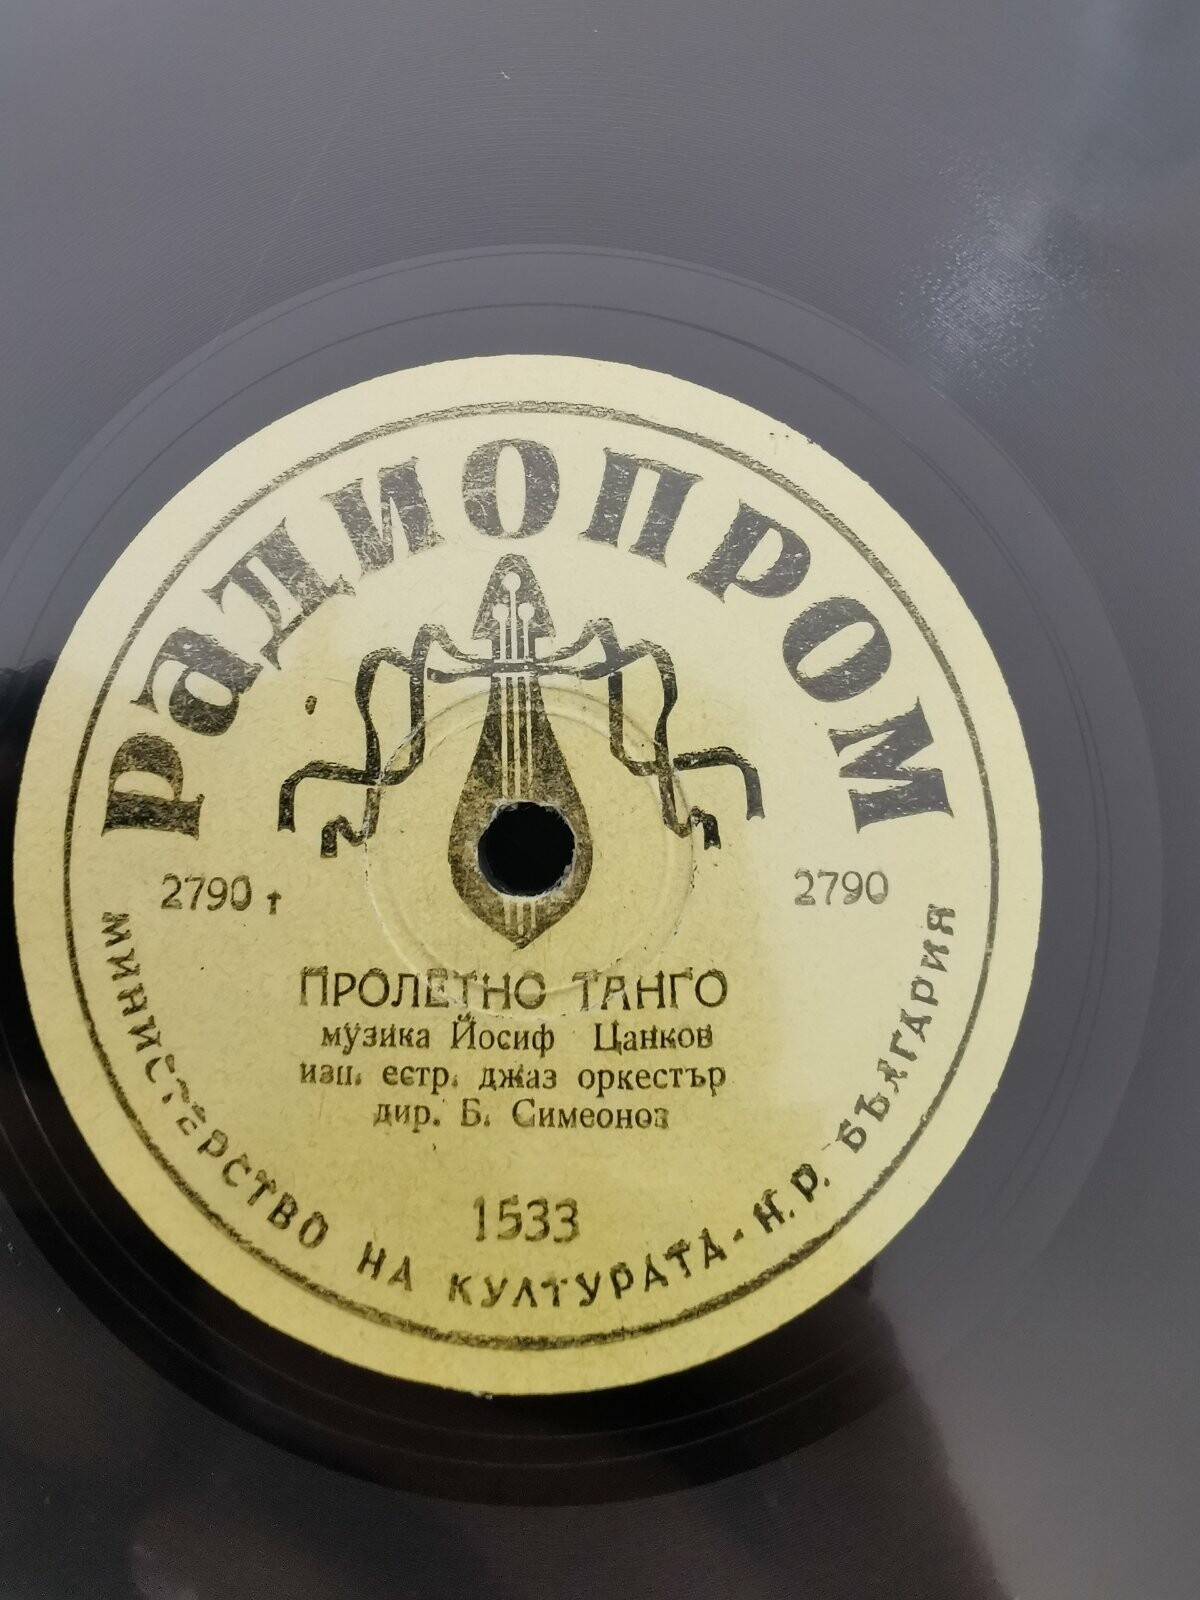 РАДИОПРОМ
2790 т
2790
ПРОЛЕТНО ТАНГО
музика Йосиф Цанков
изп. естр. джаз оркестър
дир. Б. Симеонов
1533
МИНИСТЕРСТВО НА КУЛТУРАТА - Н. Р. БЪЛГАРИЯ